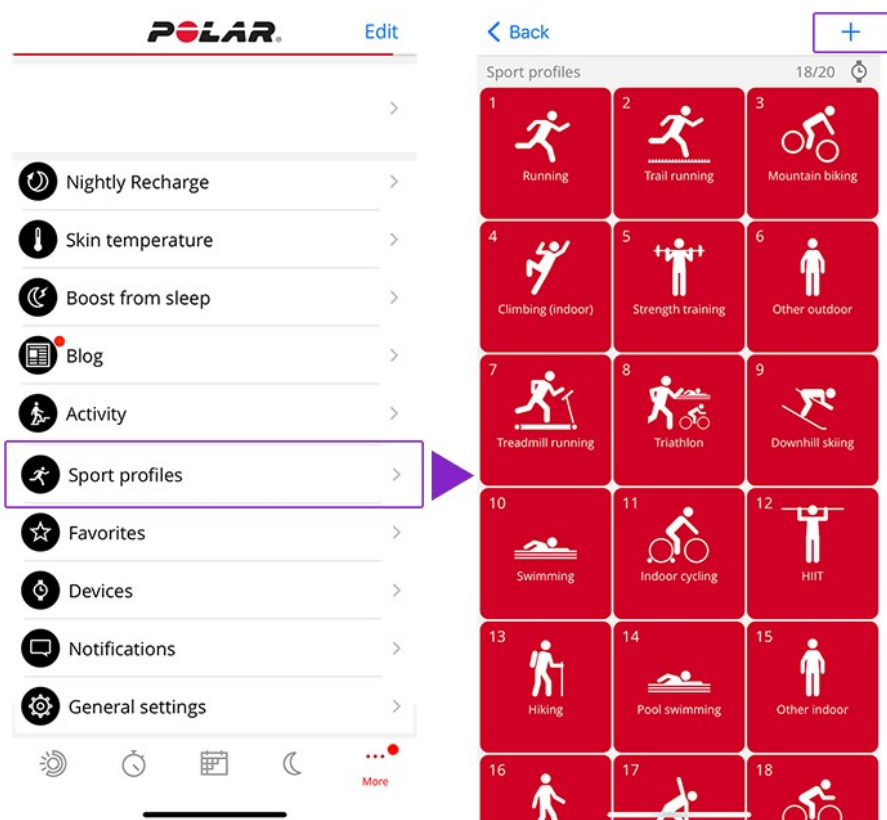 POLAR.
Edit
Nightly Recharge
Skin temperature
Boost from sleep
Blog
Activity
Sport profiles
Favorites
Devices
Notifications
General settings
More
Back
+
Sport profiles 18/20
1
Running
2
Trail running
3
Mountain biking
4
Climbing (indoor)
5
Strength training
6
Other outdoor
7
Treadmill running
8
Triathlon
9
Downhill skiing
10
Swimming
11
Indoor cycling
12
HIIT
13
Hiking
14
Pool swimming
15
Other indoor
16
17
18